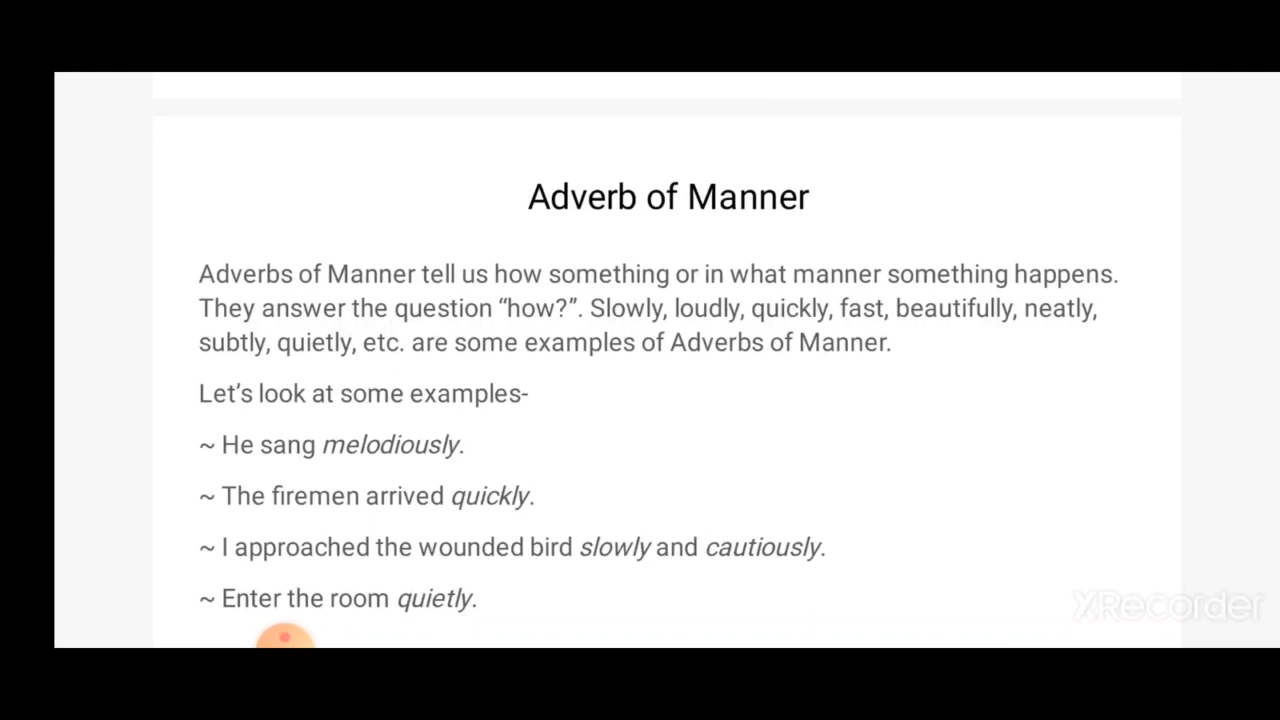 Adverb of Manner
Adverbs of Manner tell us how something or in what manner something happens.
They answer the question “how?”. Slowly, loudly, quickly, fast, beautifully, neatly,
subtly, quietly, etc. are some examples of Adverbs of Manner.
Let’s look at some examples-
~ He sang melodiously.
~ The firemen arrived quickly.
~ I approached the wounded bird slowly and cautiously.
~ Enter the room quietly.
XRecorder